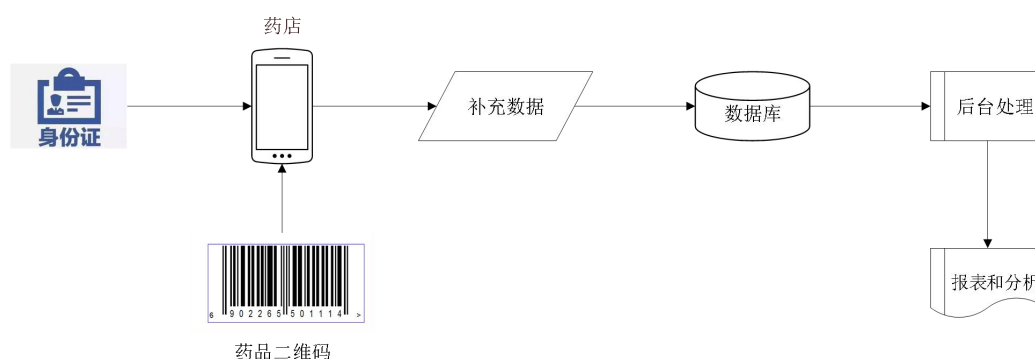 药店
身份证
补充数据
数据库
后台处理
报表和分析
6 902265 501114 >
药品二维码